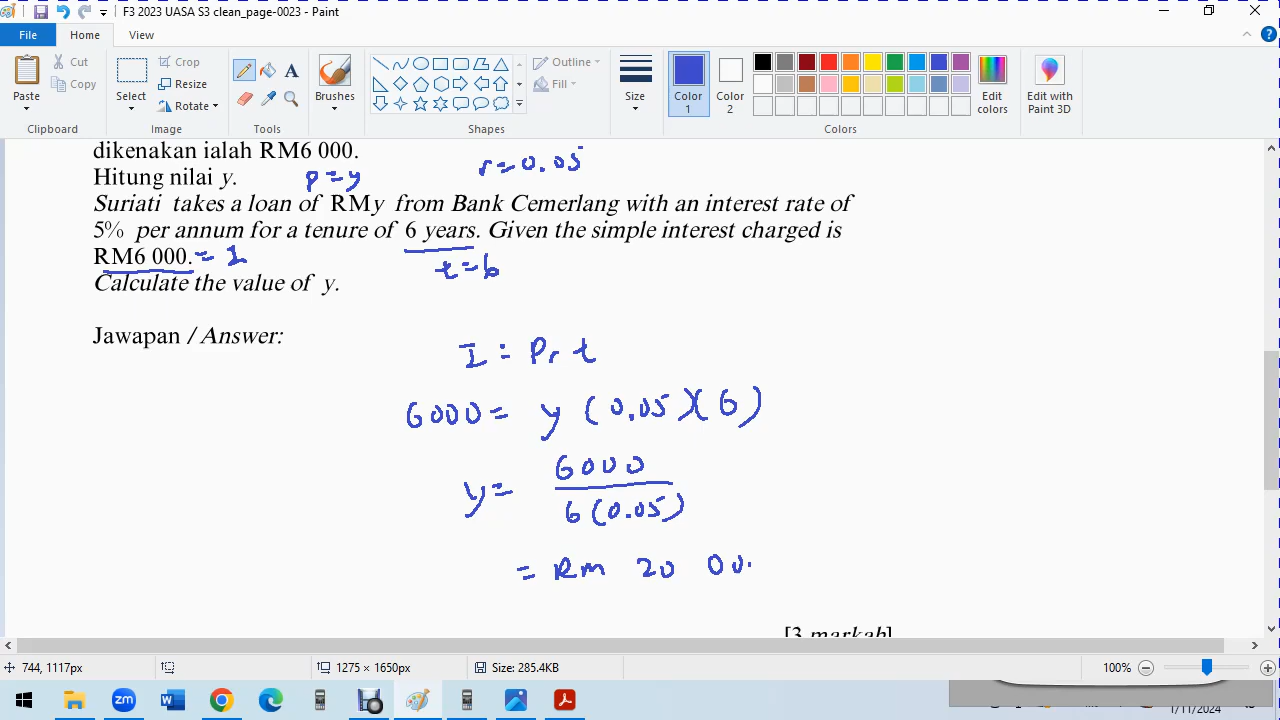 F3 2023 UASA S3 clean_page-0023 - Paint
File Home View
Paste
Cut
Copy
Clipboard
Select
Crop
Resize
Rotate
Image
A
Tools
Brushes
Shapes
Outline
Fill
Size
Color 1
Color 2
Edit colors
Colors
Edit with Paint 3D
dikenakan ialah RM6 000.
r = 0.05
Hitung nilai y.
P = y
Suriati takes a loan of RMy from Bank Cemerlang with an interest rate of
5% per annum for a tenure of 6 years. Given the simple interest charged is
RM6 000. = I
t = 6
Calculate the value of y.
Jawapan / Answer:
I = Prt
6000 = y (0.05)(6)
y = 6000
6(0.05)
= Rm 20 00
[3 markah]
744, 1117px
1275 × 1650px
Size: 285.4KB
100%
zm
W
1/11/2024